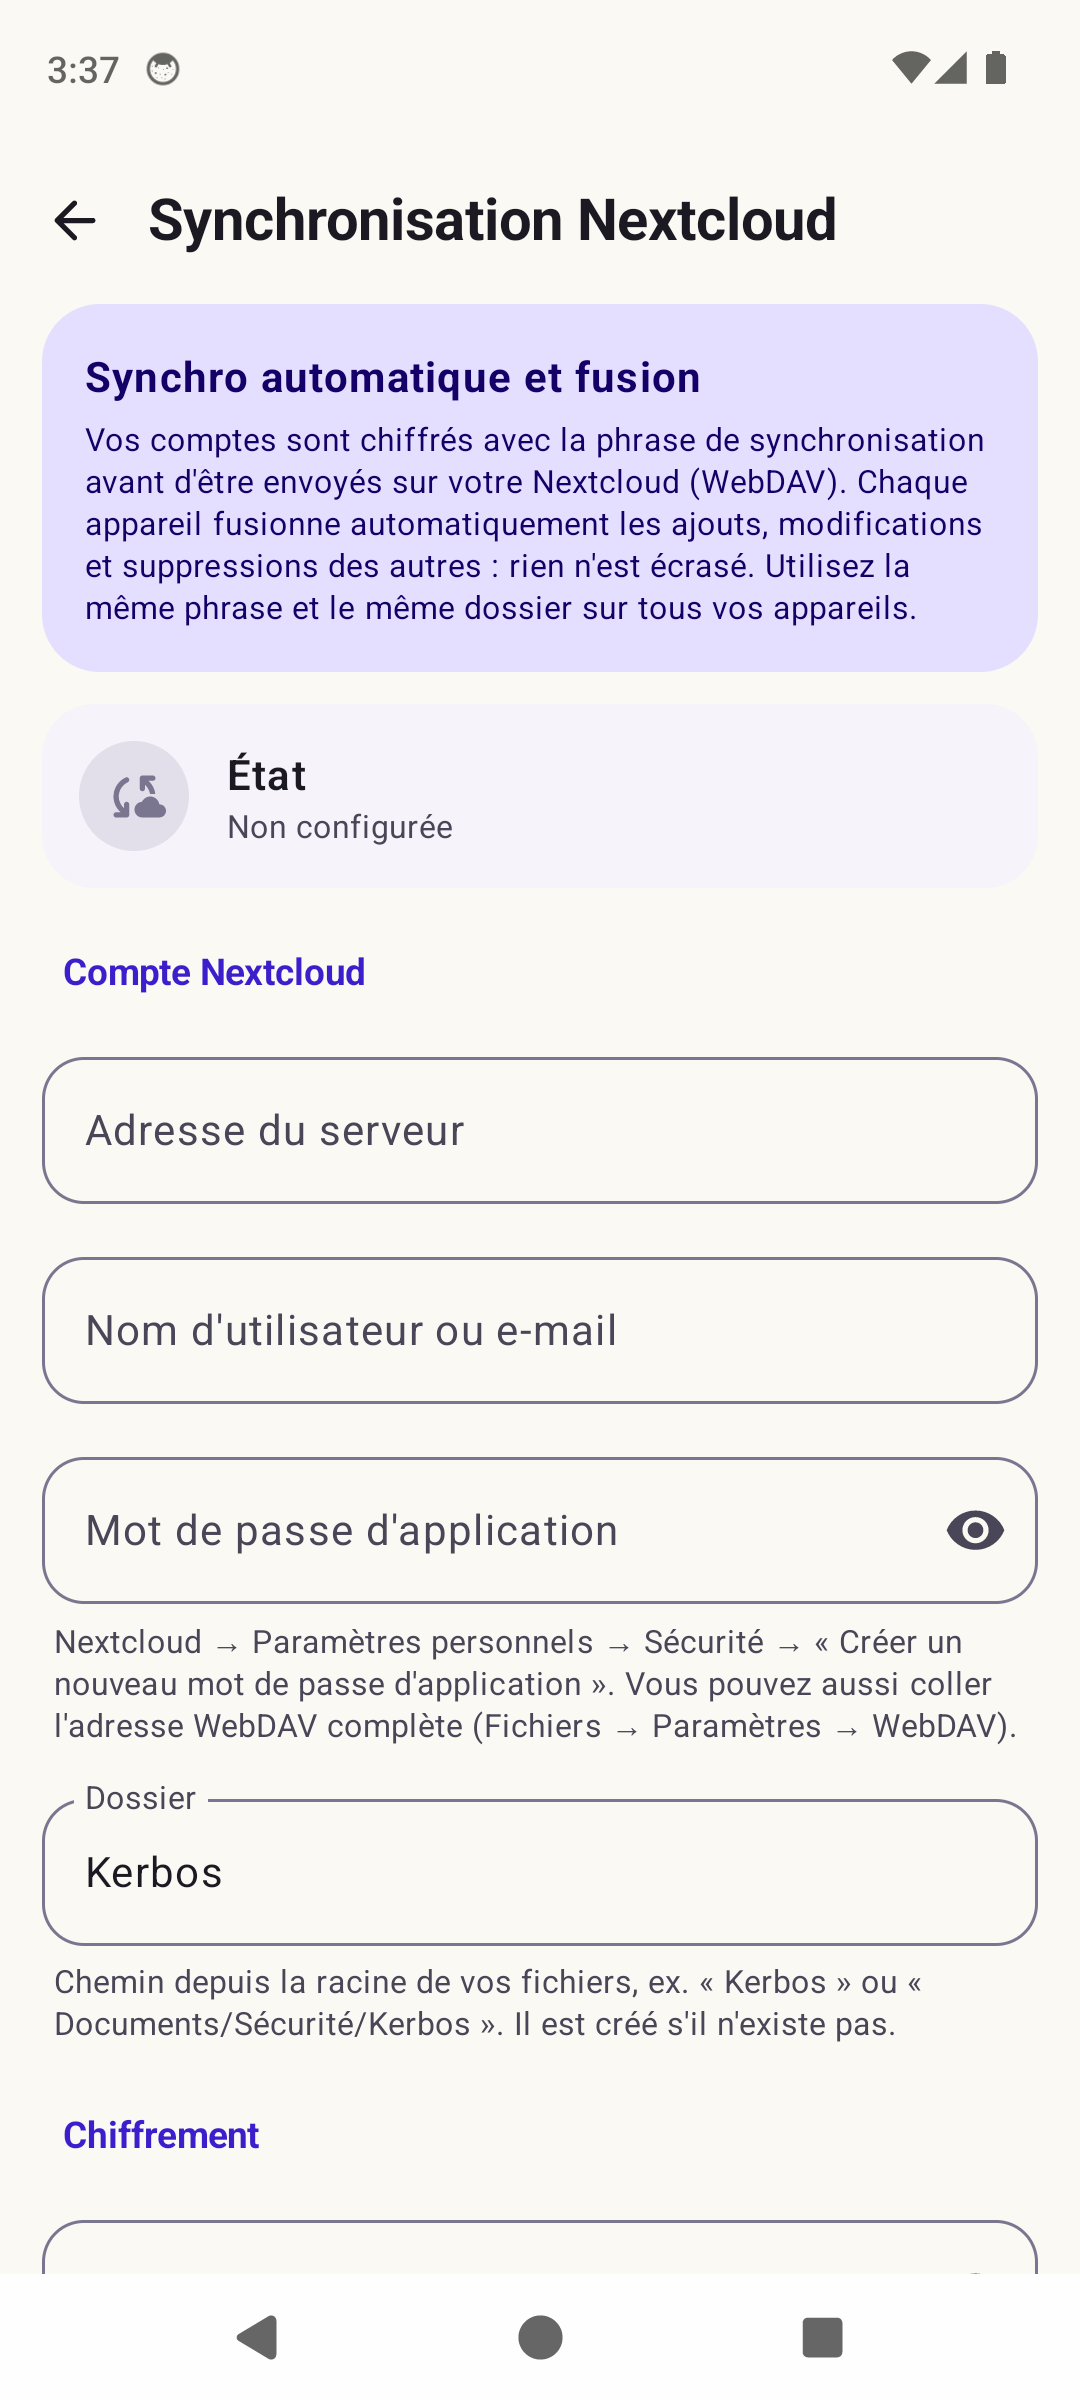 3:37
Synchronisation Nextcloud
Synchro automatique et fusion
Vos comptes sont chiffrés avec la phrase de synchronisation
avant d'être envoyés sur votre Nextcloud (WebDAV). Chaque
appareil fusionne automatiquement les ajouts, modifications
et suppressions des autres : rien n'est écrasé. Utilisez la
même phrase et le même dossier sur tous vos appareils.
État
Non configurée
Compte Nextcloud
Adresse du serveur
Nom d'utilisateur ou e-mail
Mot de passe d'application
Nextcloud → Paramètres personnels → Sécurité → « Créer un
nouveau mot de passe d'application ». Vous pouvez aussi coller
l'adresse WebDAV complète (Fichiers → Paramètres → WebDAV).
Dossier
Kerbos
Chemin depuis la racine de vos fichiers, ex. « Kerbos » ou «
Documents/Sécurité/Kerbos ». Il est créé s'il n'existe pas.
Chiffrement